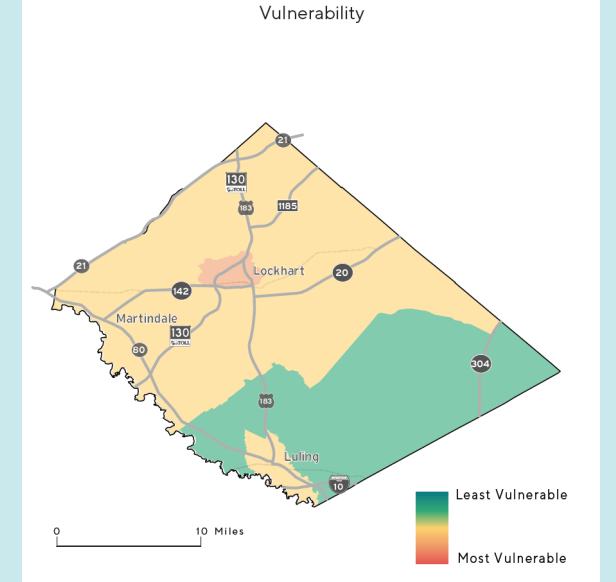 Vulnerability
21
130
TOLL
183
1185
21
Lockhart
20
142
Martindale
130
TOLL
80
304
183
Luling
10
Least Vulnerable
Most Vulnerable
0
10 Miles